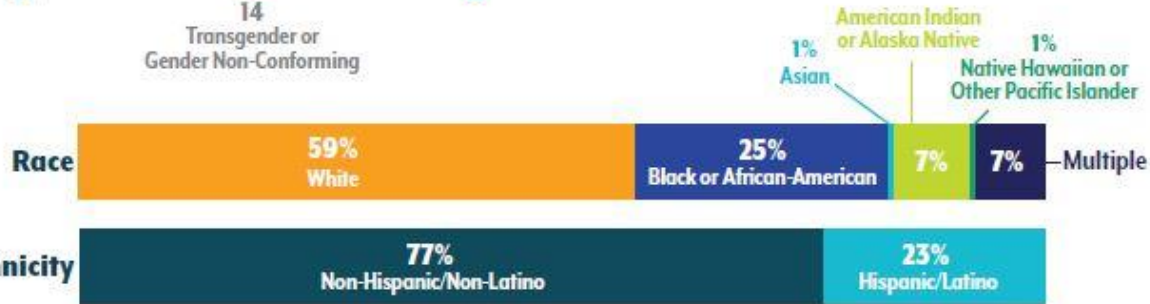 14
Transgender or
Gender Non-Conforming
American Indian
or Alaska Native
1%
Asian
1%
Native Hawaiian or
Other Pacific Islander
Race
59%
White
25%
Black or African-American
7%
7%
Multiple
nicity
77%
Non-Hispanic/Non-Latino
23%
Hispanic/Latino